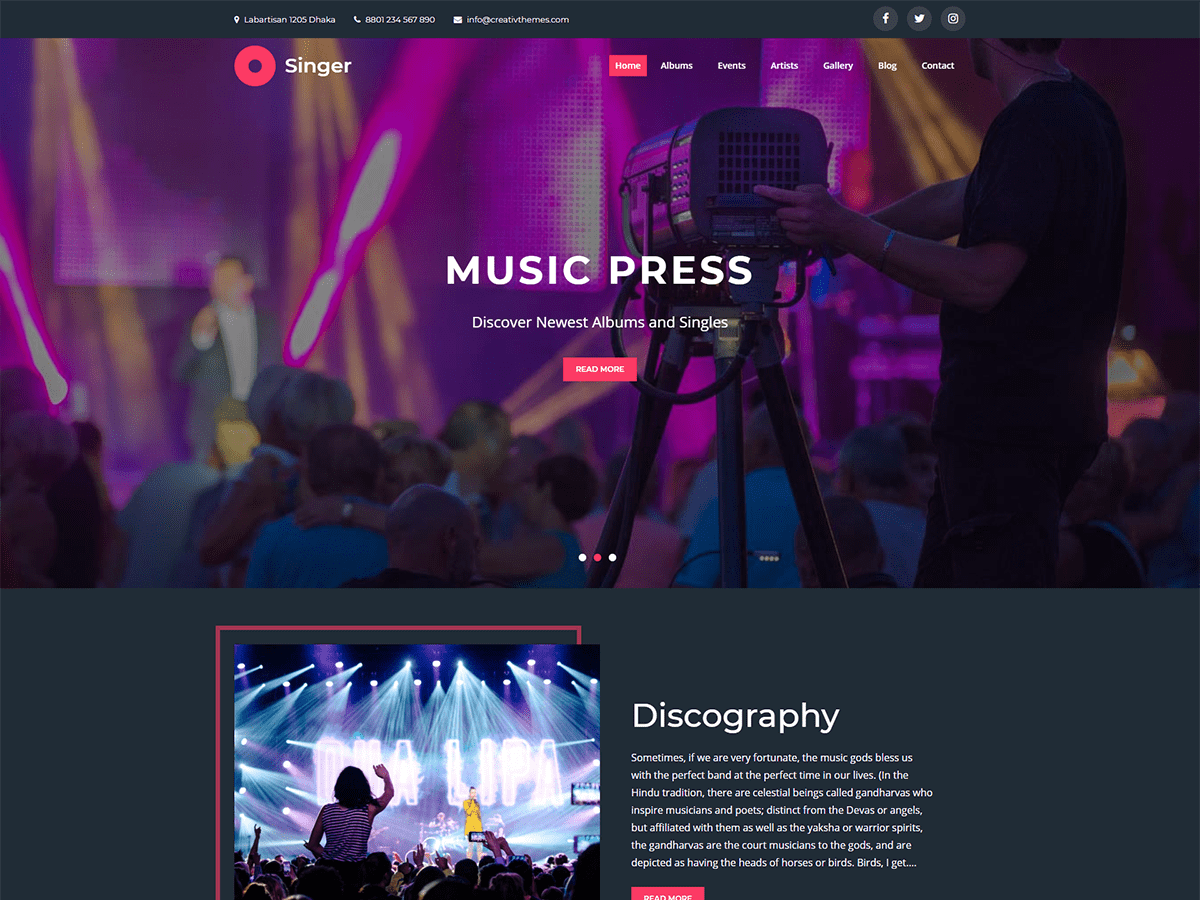 Labartisan 1205 Dhaka 8801 234 567 890 info@creativthemes.com
Singer
Home Albums Events Artists Gallery Blog Contact
MUSIC PRESS
Discover Newest Albums and Singles
READ MORE
DUA LIPA
Discography
Sometimes, if we are very fortunate, the music gods bless us
with the perfect band at the perfect time in our lives. (In the
Hindu tradition, there are celestial beings called gandharvas who
inspire musicians and poets; distinct from the Devas or angels,
but affiliated with them as well as the yaksha or warrior spirits,
the gandharvas are the court musicians to the gods, and are
depicted as having the heads of horses or birds. Birds, I get....
READ MORE